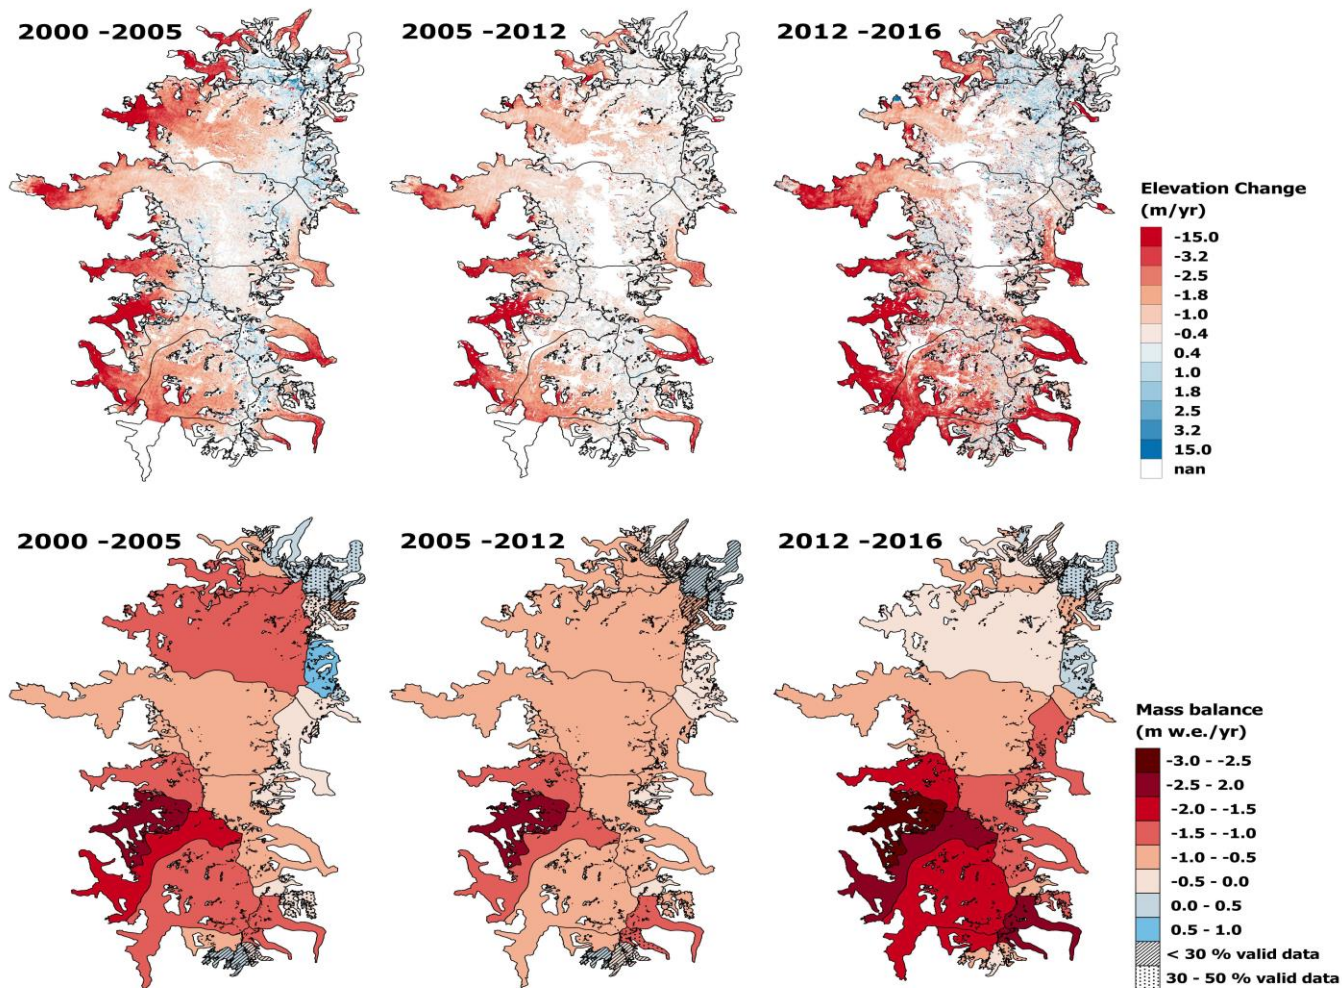 2000 -2005
2005 -2012
2012 -2016
Elevation Change
(m/yr)
-15.0
-3.2
-2.5
-1.8
-1.0
-0.4
0.4
1.0
1.8
2.5
3.2
15.0
nan
2000 -2005
2005 -2012
2012 -2016
Mass balance
(m w.e./yr)
-3.0 - -2.5
-2.5 - 2.0
-2.0 - -1.5
-1.5 - -1.0
-1.0 - -0.5
-0.5 - 0.0
0.0 - 0.5
0.5 - 1.0
< 30 % valid data
30 - 50 % valid data